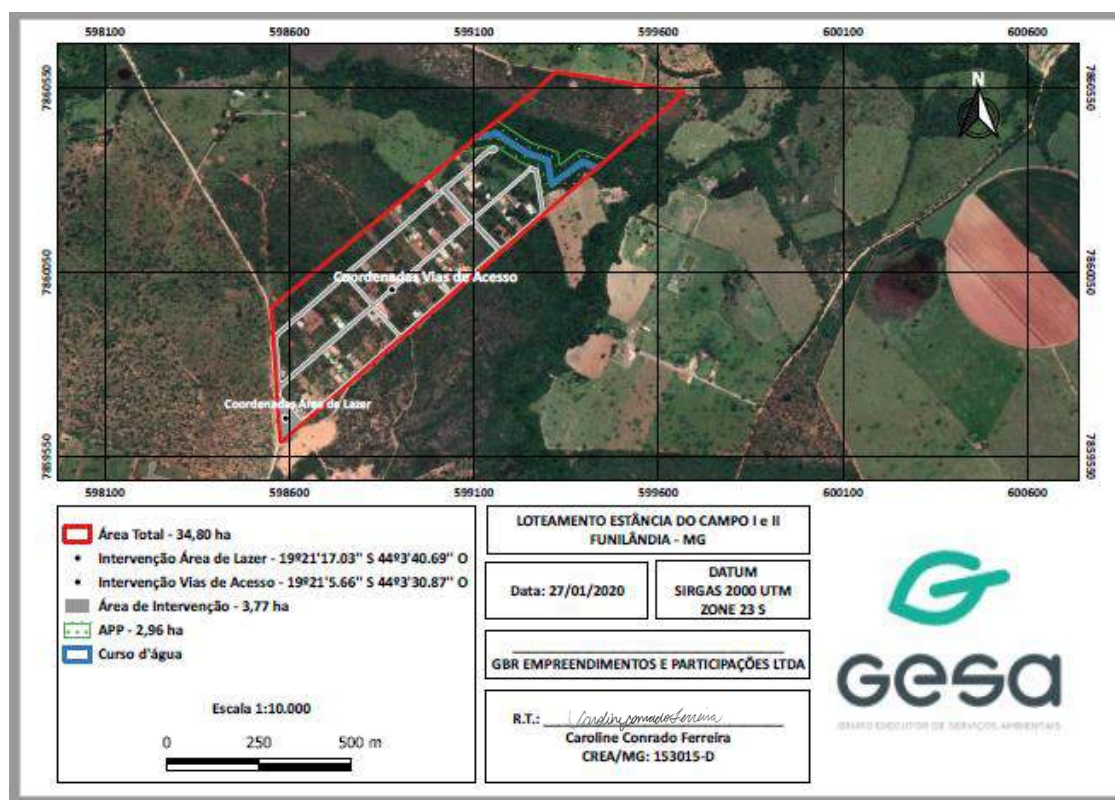 598100 598600 599100 599600 600100 600600
7860550 7860550
N
7860050 7860050
Coordenadas Vias de Acesso
Coordenadas Área de Lazer
7859550 7859550
598100 598600 599100 599600 600100 600600
Área Total - 34,80 ha
Intervenção Área de Lazer - 19º21'17.03'' S 44º3'40.69'' O
Intervenção Vias de Acesso - 19º21'5.66'' S 44º3'30.87'' O
Área de Intervenção - 3,77 ha
APP - 2,96 ha
Curso d'água
Escala 1:10.000
0 250 500 m
LOTEAMENTO ESTÂNCIA DO CAMPO I e II
FUNILÂNDIA - MG
Data: 27/01/2020
DATUM
SIRGAS 2000 UTM
ZONE 23 S
GBR EMPREENDIMENTOS E PARTICIPAÇÕES LTDA
R.T.:
Caroline Conrado Ferreira
CREA/MG: 153015-D
Gesa
GRUPO EXECUTOR DE SERVIÇOS AMBIENTAIS